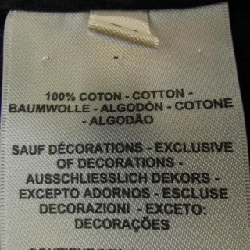 100% COTON - COTTON -
BAUMWOLLE - ALGODÓN - COTONE
- ALGODÃO
SAUF DÉCORATIONS - EXCLUSIVE
OF DECORATIONS -
AUSSCHLIESSLICH DEKORS -
EXCEPTO ADORNOS - ESCLUSE
DECORAZIONI - EXCETO:
DECORAÇÕES